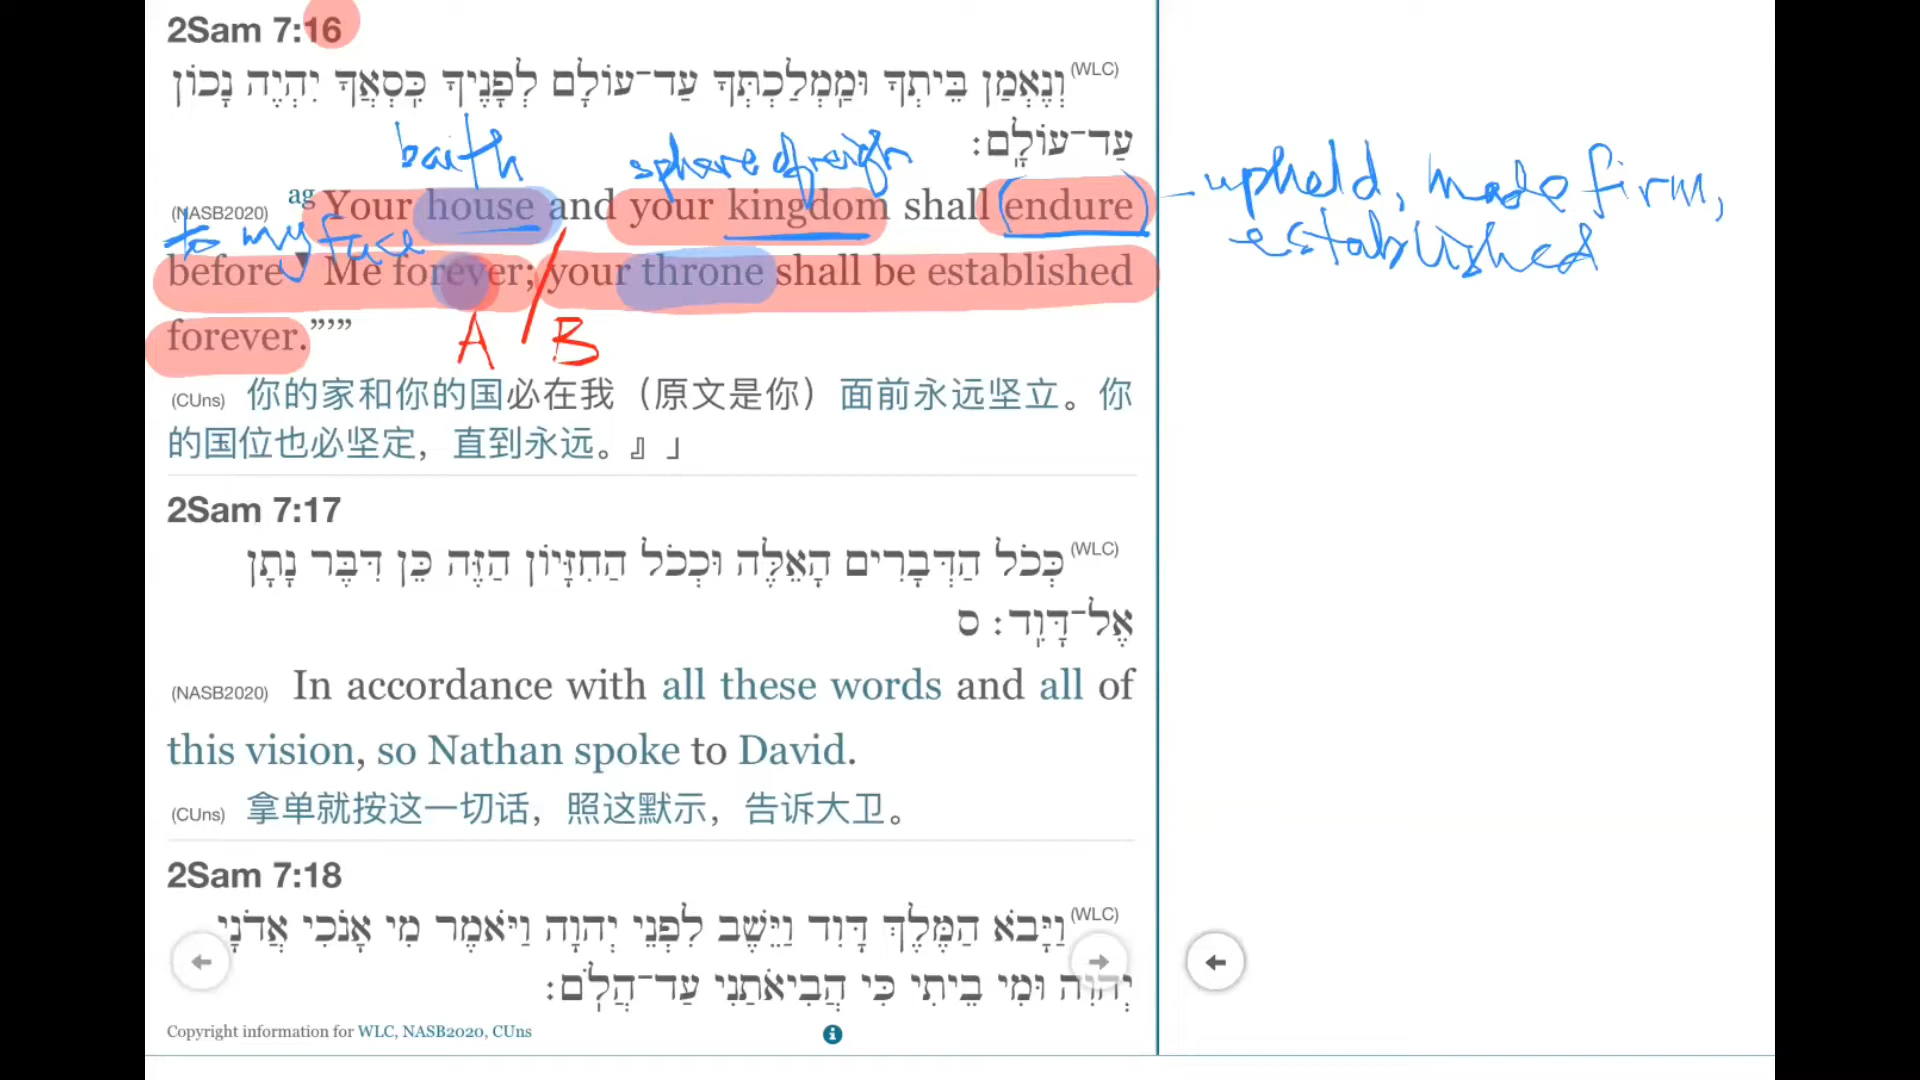 2Sam 7:16
וְנֶאְמַן בֵּיתְךָ וּמַֽמְלַכְתְּךָ עַד־עוֹלָם לְפָנֶיךָ כִּֽסְאֲךָ יִהְיֶה נָכוֹן (WLC)
עַד־עוֹלָֽם׃
baith sphere of reign
(NASB2020) ag Your house and your kingdom shall (endure) – upheld, made firm, established
to my face
before Me forever; / your throne shall be established
forever.”’”
A B
(CUns) 你的家和你的国必在我（原文是你）面前永远坚立。你
的国位也必坚定，直到永远。』」
2Sam 7:17
כְּכֹל הַדְּבָרִים הָאֵלֶּה וּכְכֹל הַחִזָּיוֹן הַזֶּה כֵּן דִּבֶּר נָתָן (WLC)
אֶל־דָּוִֽד׃ ס
(NASB2020) In accordance with all these words and all of
this vision, so Nathan spoke to David.
(CUns) 拿单就按这一切话，照这默示，告诉大卫。
2Sam 7:18
וַיָּבֹא הַמֶּלֶךְ דָּוִד וַיֵּשֶׁב לִפְנֵי יְהוָה וַיֹּאמֶר מִי אָנֹכִי אֲדֹנָי (WLC)
יְהוִה וּמִי בֵיתִי כִּי הֲבִיאֹתַנִי עַד־הֲלֹֽם׃
Copyright information for WLC, NASB2020, CUns